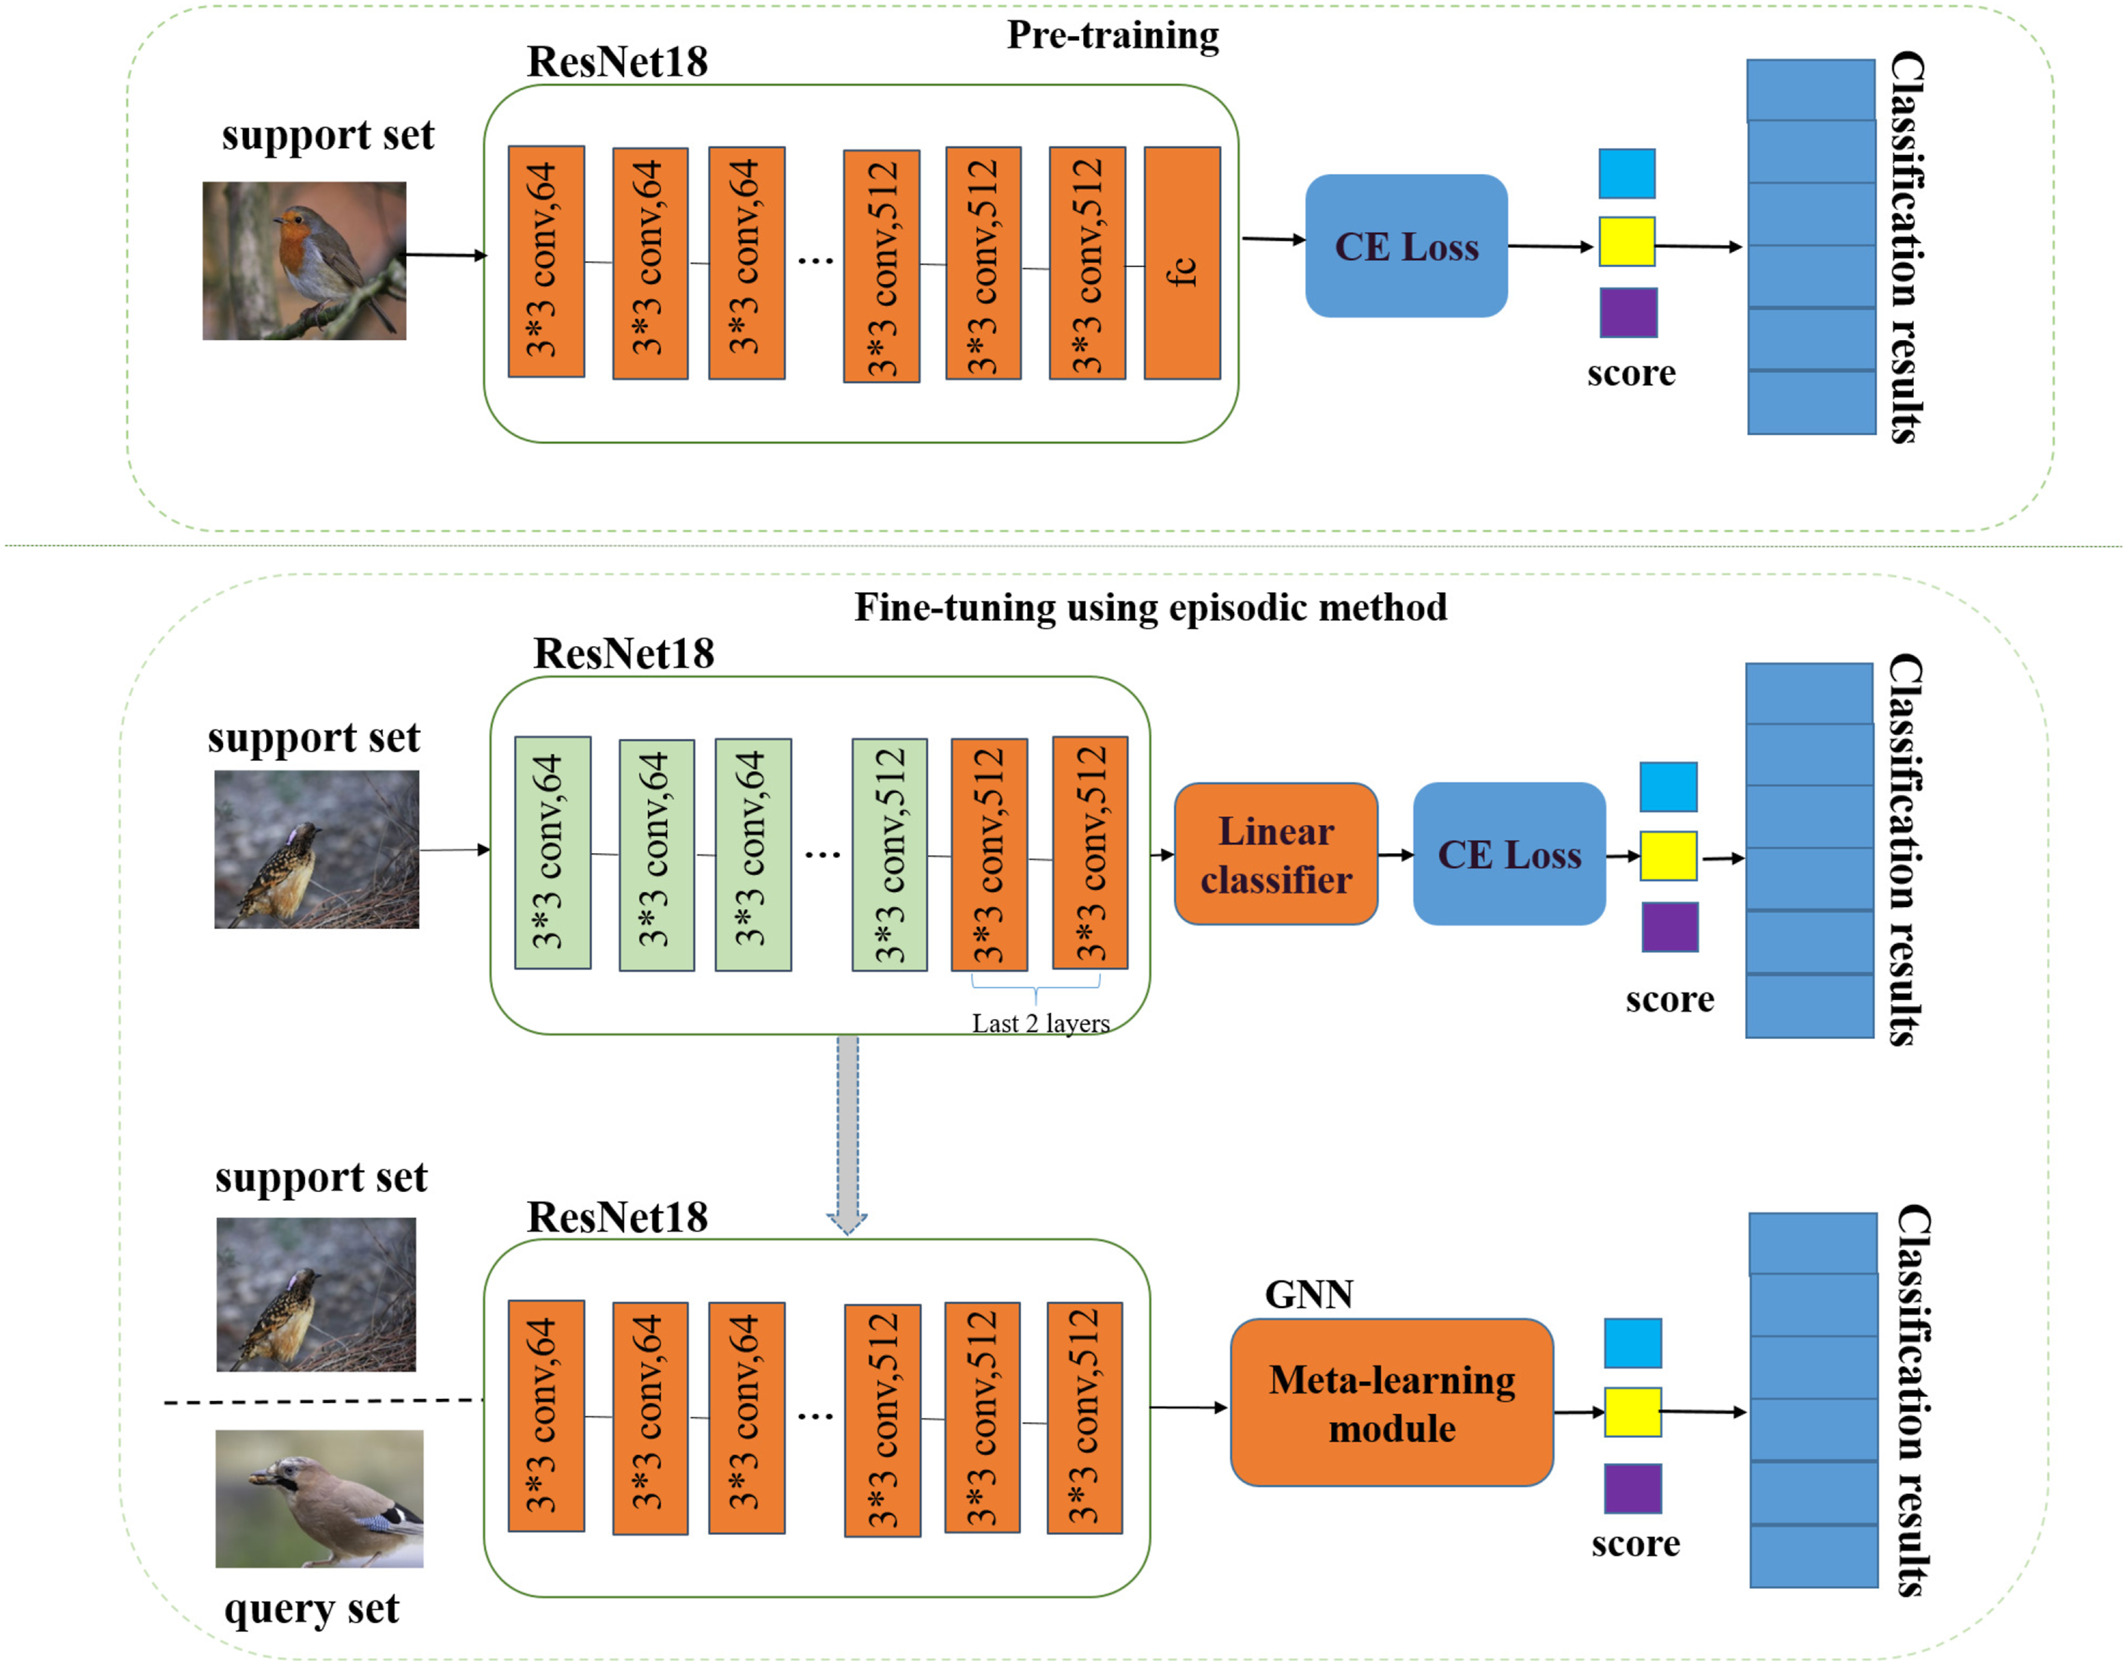 Pre-training
ResNet18
support set
3*3 conv,64
3*3 conv,64
3*3 conv,64
...
3*3 conv,512
3*3 conv,512
3*3 conv,512
fc
CE Loss
score
Classification results
Fine-tuning using episodic method
ResNet18
support set
3*3 conv,64
3*3 conv,64
3*3 conv,64
...
3*3 conv,512
3*3 conv,512
3*3 conv,512
Last 2 layers
Linear
classifier
CE Loss
score
Classification results
support set
ResNet18
3*3 conv,64
3*3 conv,64
3*3 conv,64
...
3*3 conv,512
3*3 conv,512
3*3 conv,512
GNN
Meta-learning
module
score
Classification results
query set